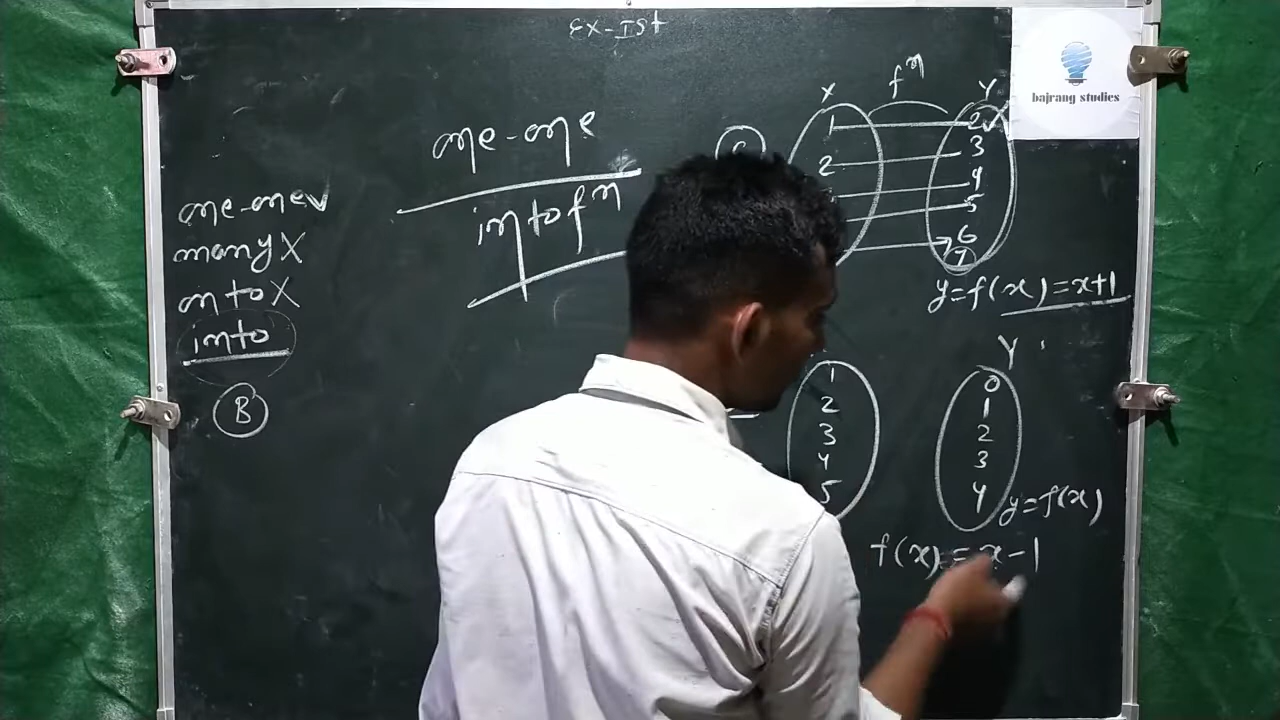 Ex-Ist
bajrang studies
one-one
into fⁿ
one-one✓
many X
onto X
into
B
X fⁿ Y
1 2
2 3
4
5
6
7
y=f(x)=x+1
Y
1 0
2 1
3 2
4 3
5 4
y=f(x)
f(x)=x-1